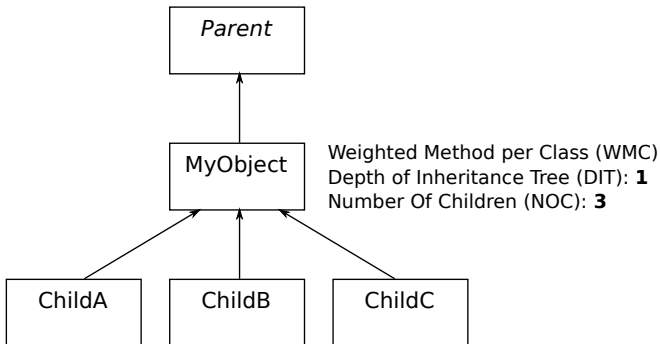 Parent
MyObject
Weighted Method per Class (WMC)
Depth of Inheritance Tree (DIT): 1
Number Of Children (NOC): 3
ChildA ChildB ChildC